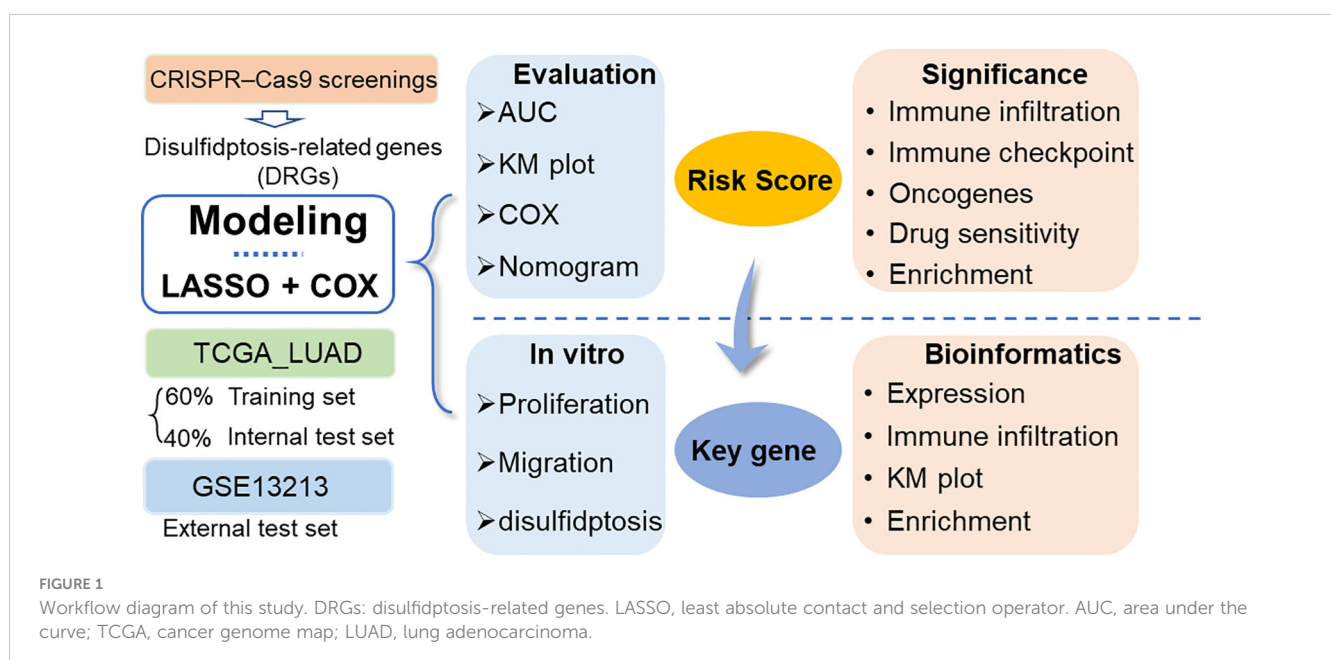 CRISPR–Cas9 screenings
Disulfidptosis-related genes
(DRGs)
Modeling
LASSO + COX
TCGA_LUAD
60% Training set
40% Internal test set
GSE13213
External test set
Evaluation
➢AUC
➢KM plot
➢COX
➢Nomogram
In vitro
➢Proliferation
➢Migration
➢disulfidptosis
Risk Score
Key gene
Significance
• Immune infiltration
• Immune checkpoint
• Oncogenes
• Drug sensitivity
• Enrichment
Bioinformatics
• Expression
• Immune infiltration
• KM plot
• Enrichment
FIGURE 1
Workflow diagram of this study. DRGs: disulfidptosis-related genes. LASSO, least absolute contact and selection operator. AUC, area under the
curve; TCGA, cancer genome map; LUAD, lung adenocarcinoma.